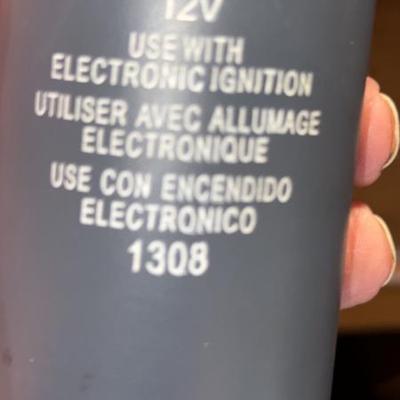 12V
USE WITH
ELECTRONIC IGNITION
UTILISER AVEC ALLUMAGE
ELECTRONIQUE
USE CON ENCENDIDO
ELECTRONICO
1308